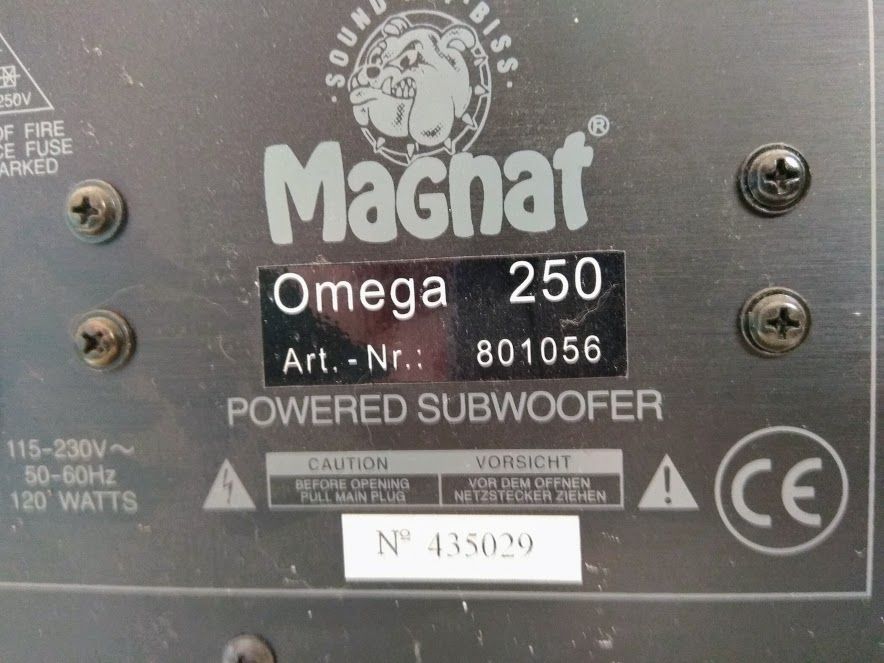 SOUND
BISS
250V
OF FIRE
CE FUSE
ARKED
Magnat®
Omega 250
Art.-Nr.: 801056
POWERED SUBWOOFER
115-230V~
50-60Hz
120 WATTS
CAUTION
BEFORE OPENING
PULL MAIN PLUG
VORSICHT
VOR DEM OFFNEN
NETZSTECKER ZIEHEN
CE
Nº 435029